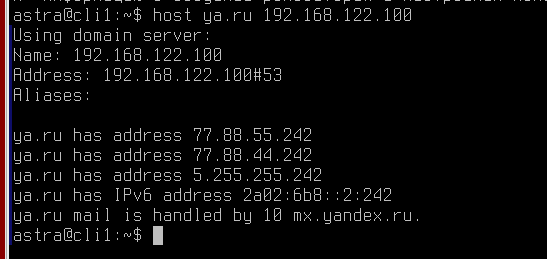 astra@cli1:~$ host ya.ru 192.168.122.100
Using domain server:
Name: 192.168.122.100
Address: 192.168.122.100#53
Aliases:

ya.ru has address 77.88.55.242
ya.ru has address 77.88.44.242
ya.ru has address 5.255.255.242
ya.ru has IPv6 address 2a02:6b8::2:242
ya.ru mail is handled by 10 mx.yandex.ru.
astra@cli1:~$